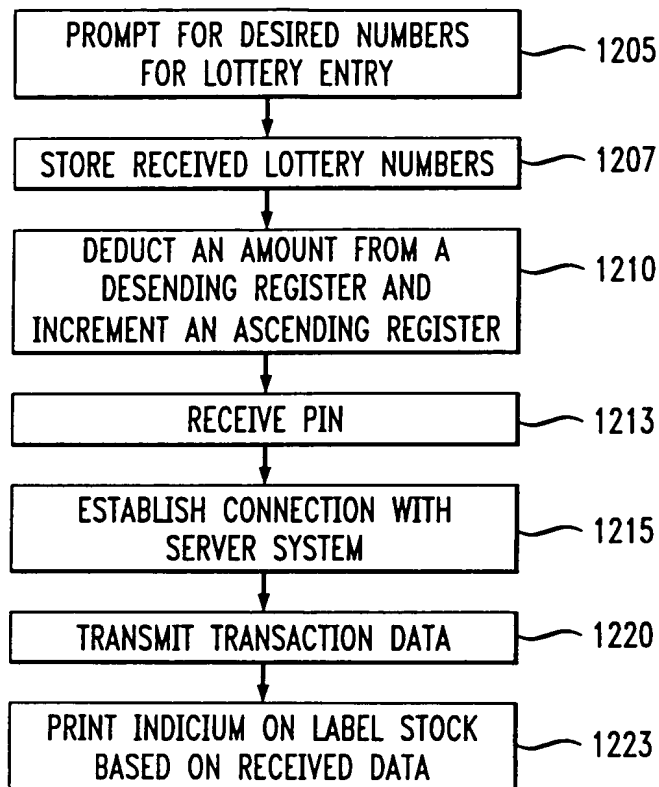 PROMPT FOR DESIRED NUMBERS
FOR LOTTERY ENTRY
1205
STORE RECEIVED LOTTERY NUMBERS
1207
DEDUCT AN AMOUNT FROM A
DESENDING REGISTER AND
INCREMENT AN ASCENDING REGISTER
1210
RECEIVE PIN
1213
ESTABLISH CONNECTION WITH
SERVER SYSTEM
1215
TRANSMIT TRANSACTION DATA
1220
PRINT INDICIUM ON LABEL STOCK
BASED ON RECEIVED DATA
1223